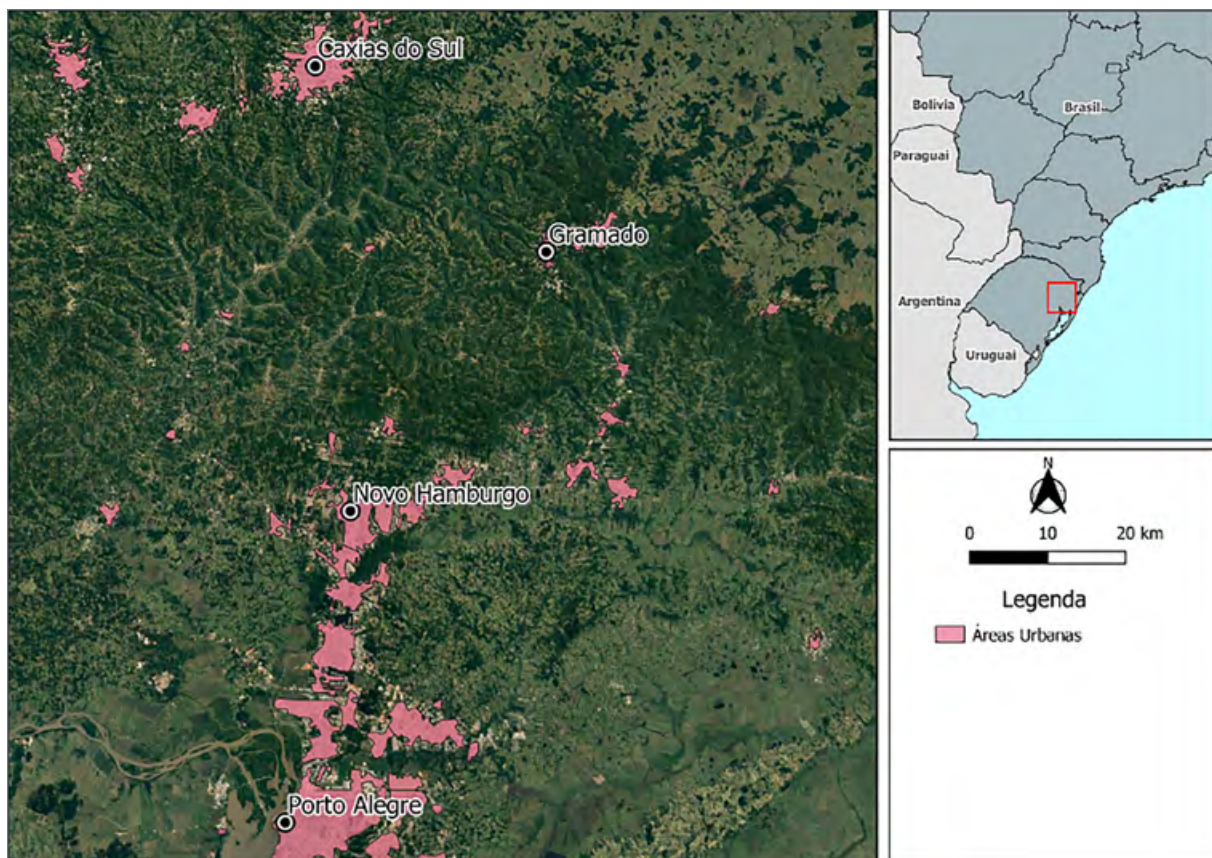 Caxias do Sul
Gramado
Novo Hamburgo
Porto Alegre
Bolívia
Brasil
Paraguai
Argentina
Uruguai
N
0 10 20 km
Legenda
Áreas Urbanas